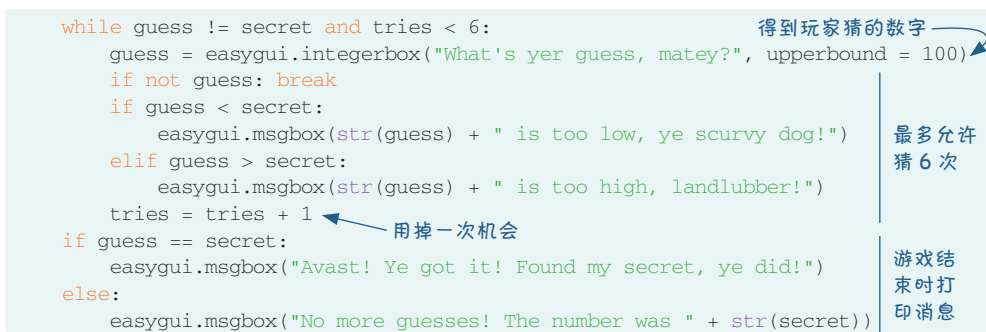 while guess != secret and tries < 6:
得到玩家猜的数字
guess = easygui.integerbox("What's yer guess, matey?", upperbound = 100)
if not guess: break
if guess < secret:
easygui.msgbox(str(guess) + " is too low, ye scurvy dog!")
elif guess > secret:
easygui.msgbox(str(guess) + " is too high, landlubber!")
tries = tries + 1
最多允许
猜6次
用掉一次机会
if guess == secret:
easygui.msgbox("Avast! Ye got it! Found my secret, ye did!")
else:
easygui.msgbox("No more guesses! The number was " + str(secret))
游戏结
束时打
印消息